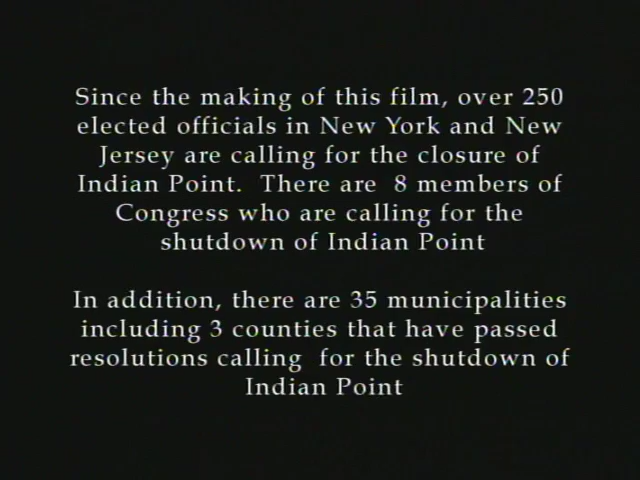 Since the making of this film, over 250
elected officials in New York and New
Jersey are calling for the closure of
Indian Point.  There are  8 members of
Congress who are calling for the
shutdown of Indian Point
In addition, there are 35 municipalities
including 3 counties that have passed
resolutions calling  for the shutdown of
Indian Point